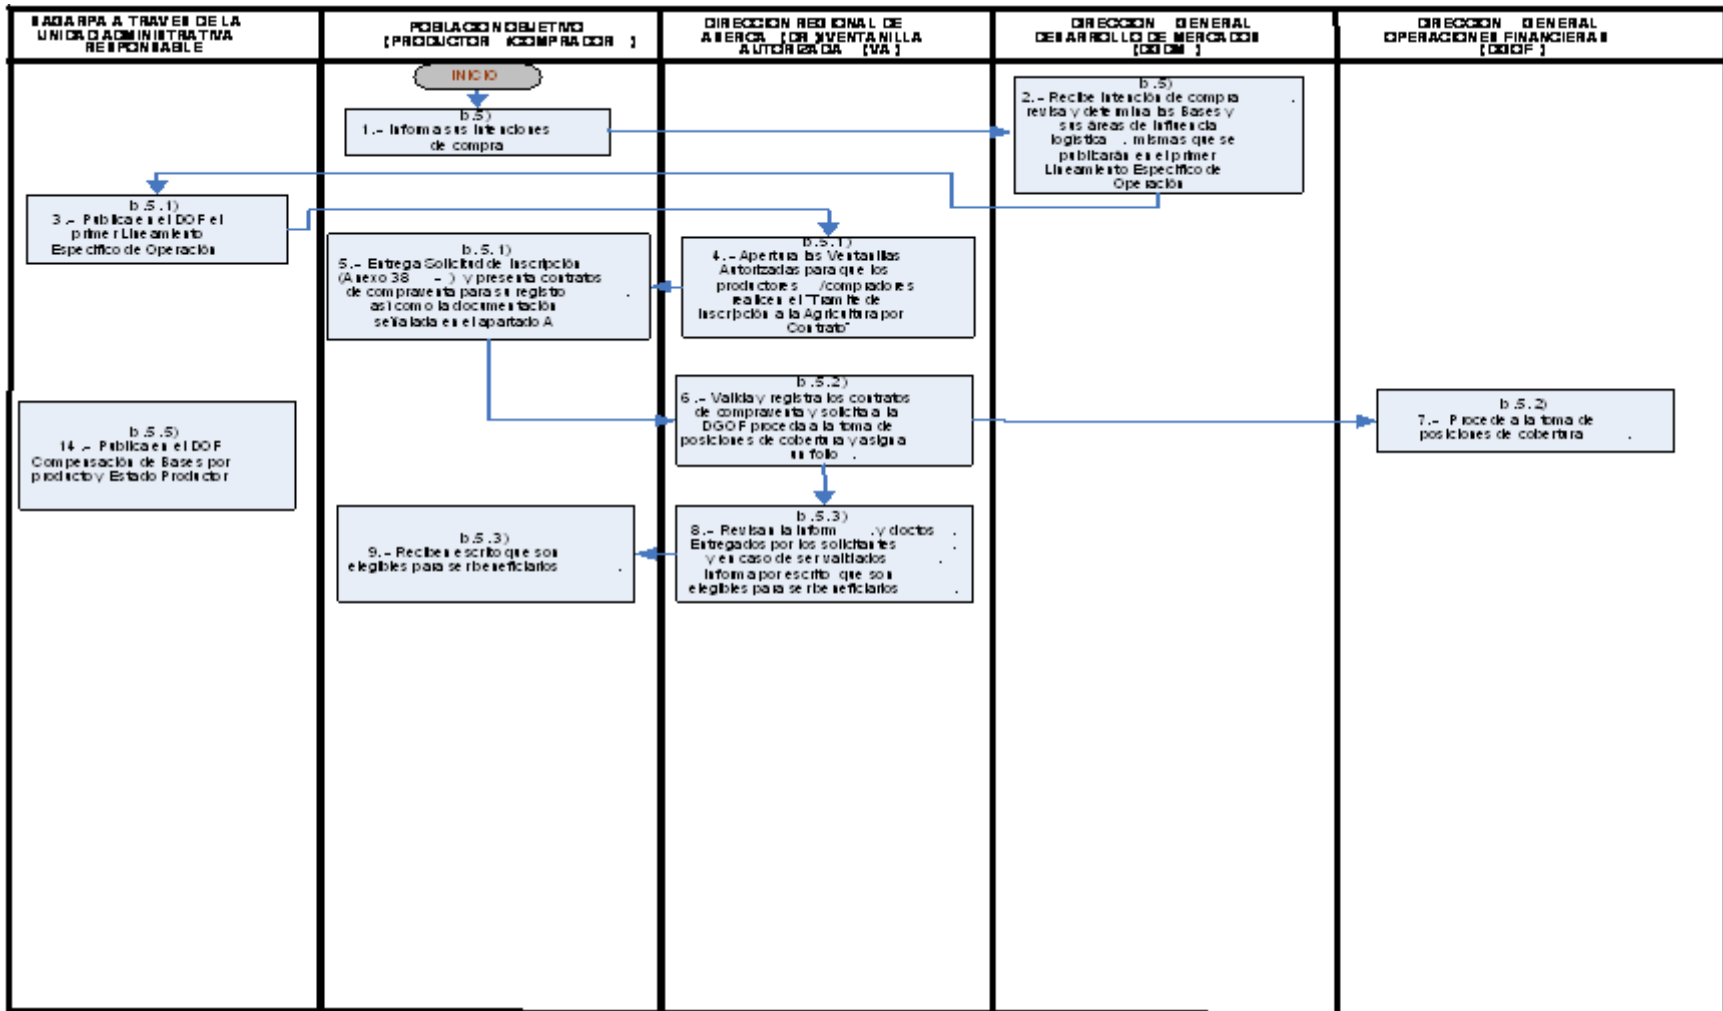 SAGARPA A TRAVES DE LA
UNIDAD ADMINISTRATIVA
RESPONSABLE
POBLACION OBJETIVO
(PRODUCTOR /COMPRADOR )
DIRECCION REGIONAL DE
ASERCA (DR )/VENTANILLA
AUTORIZADA (VA)
DIRECCION GENERAL
DESARROLLO DE MERCADOS
(DGDM )
DIRECCION GENERAL
OPERACIONES FINANCIERAS
(DGOF )
INICIO
b.5)
1.- Informa sus intenciones
de compra
b.5)
2.- Recibe intención de compra .
revisa y determina las Bases y
sus áreas de influencia
logística . mismas que se
publicarán en el primer
Lineamiento Específico de
Operación
b.5.1)
3.- Publica en el DOF el
primer Lineamiento
Específico de Operación
b.5.1)
4.- Apertura las Ventanillas
Autorizadas para que los
productores /compradores
realicen el "Tramite de
Inscripción a la Agricultura por
Contrato"
b.5.1)
5.- Entrega Solicitud de Inscripción
(Anexo 38 - ) y presenta contratos
de compraventa para su registro .
así como la documentación
señalada en el apartado A
b.5.2)
6.- Valida y registra los contratos
de compraventa y solicita a la
DGOF proceda a la toma de
posiciones de cobertura y asigna
un folio .
b.5.2)
7.- Procede a la toma de
posiciones de cobertura .
b.5.5)
14.- Publica en el DOF
Compensación de Bases por
producto y Estado Productor
b.5.3)
8.- Revisan la inform .y doctos .
Entregados por los solicitantes .
y en caso de ser validados .
informa por escrito que son
elegibles para ser beneficiarios .
b.5.3)
9.- Reciben escrito que son
elegibles para ser beneficiarios .